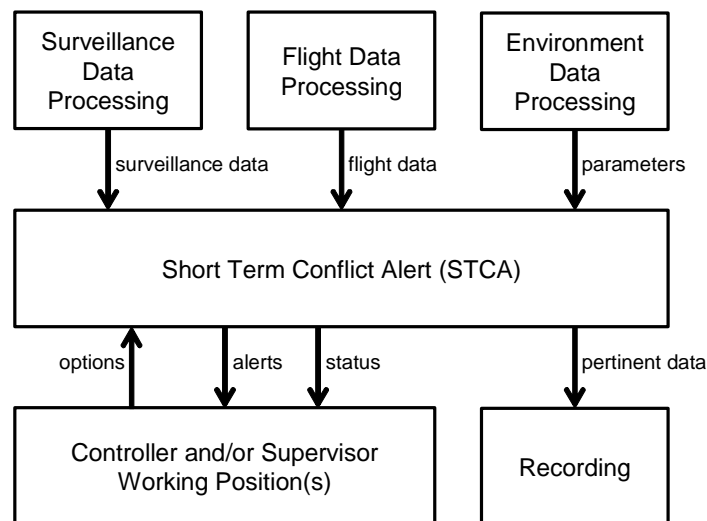 Surveillance
Data
Processing
Flight Data
Processing
Environment
Data
Processing
surveillance data
flight data
parameters
Short Term Conflict Alert (STCA)
options
alerts
status
pertinent data
Controller and/or Supervisor
Working Position(s)
Recording